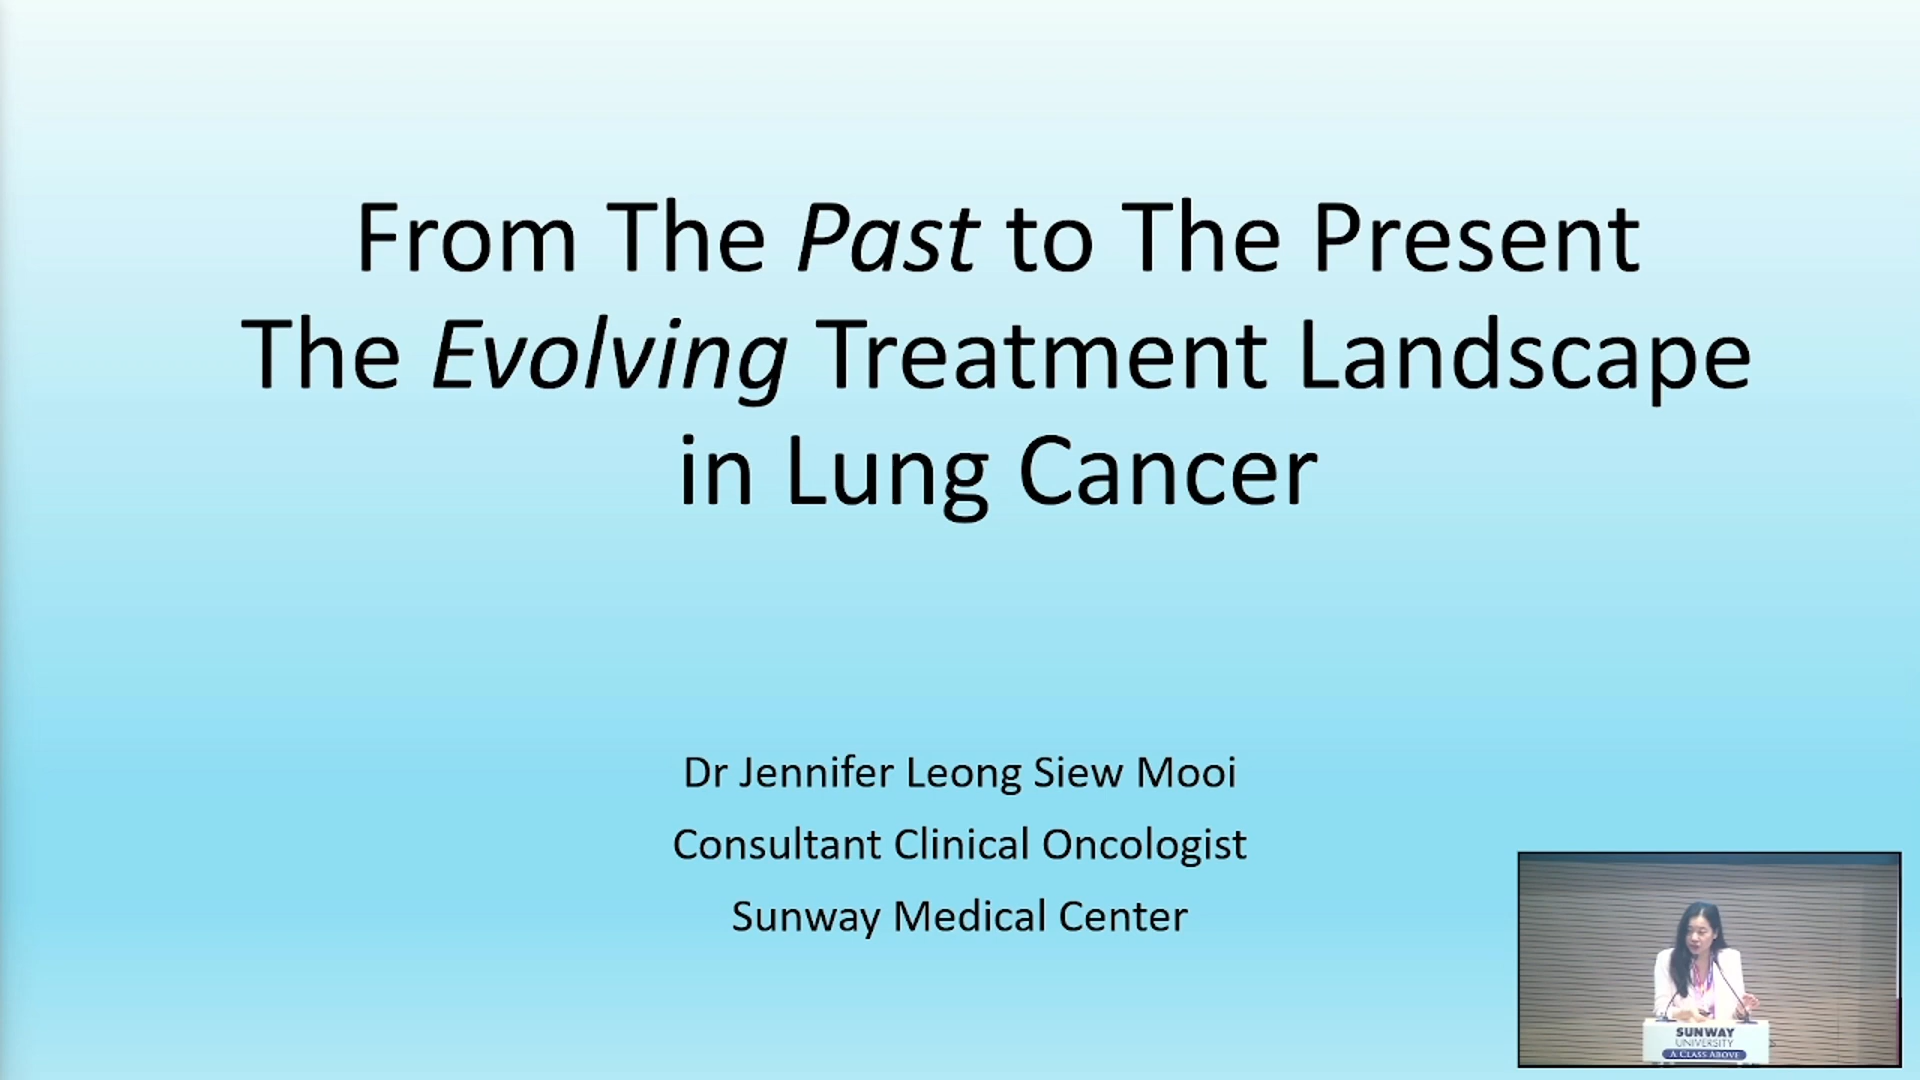 From The Past to The Present
The Evolving Treatment Landscape
in Lung Cancer
Dr Jennifer Leong Siew Mooi
Consultant Clinical Oncologist
Sunway Medical Center
SUNWAY
UNIVERSITY
A CLASS ABOVE